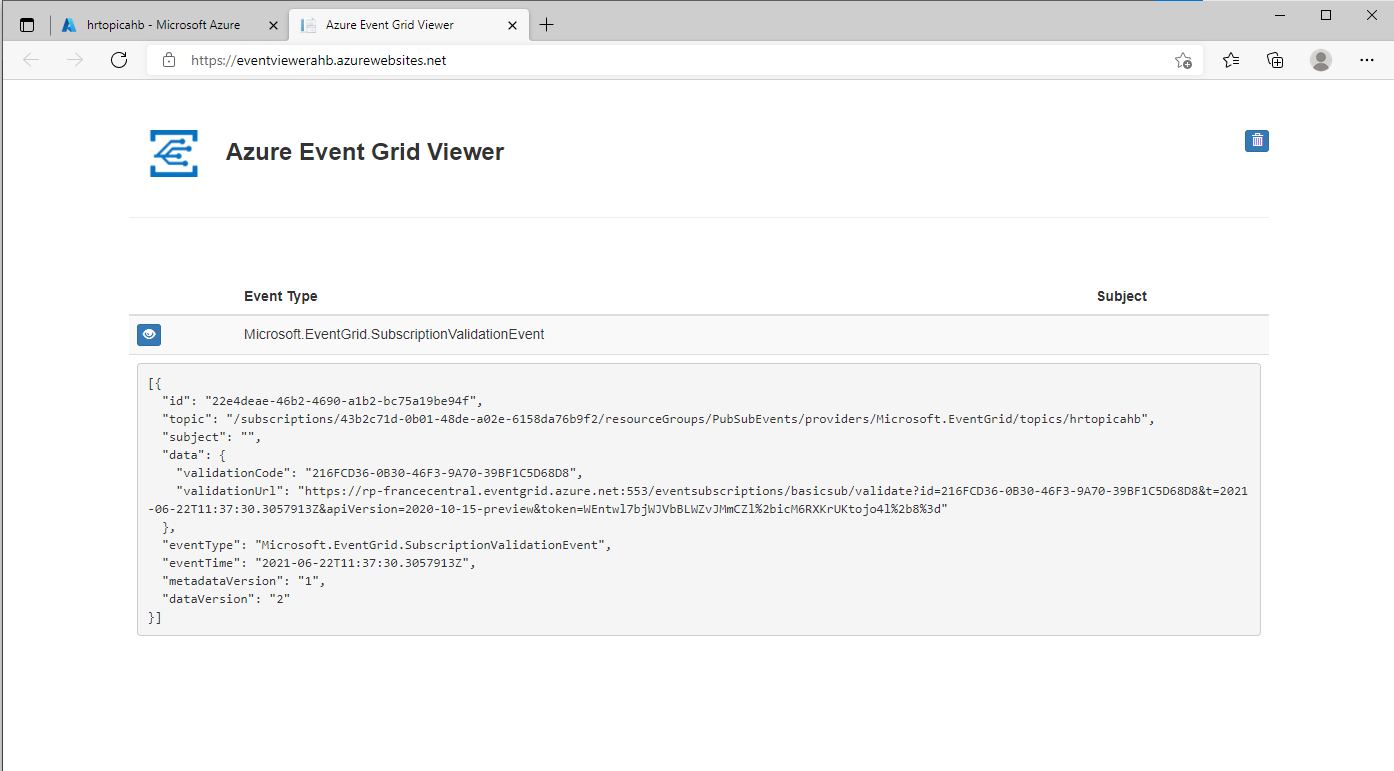 hrtopicahb - Microsoft Azure
Azure Event Grid Viewer
https://eventviewerahb.azurewebsites.net
Azure Event Grid Viewer
Event Type Subject
Microsoft.EventGrid.SubscriptionValidationEvent
[{
"id": "22e4deae-46b2-4690-a1b2-bc75a19be94f",
"topic": "/subscriptions/43b2c71d-0b01-48de-a02e-6158da76b9f2/resourceGroups/PubSubEvents/providers/Microsoft.EventGrid/topics/hrtopicahb",
"subject": "",
"data": {
"validationCode": "216FCD36-0B30-46F3-9A70-39BF1C5D68D8",
"validationUrl": "https://rp-francecentral.eventgrid.azure.net:553/eventsubscriptions/basicsub/validate?id=216FCD36-0B30-46F3-9A70-39BF1C5D68D8&t=2021
-06-22T11:37:30.3057913Z&apiVersion=2020-10-15-preview&token=WEntwl7bjWJVbBLWZvJMmCZl%2bicM6RXKrUKtojo4l%2b8%3d"
},
"eventType": "Microsoft.EventGrid.SubscriptionValidationEvent",
"eventTime": "2021-06-22T11:37:30.3057913Z",
"metadataVersion": "1",
"dataVersion": "2"
}]